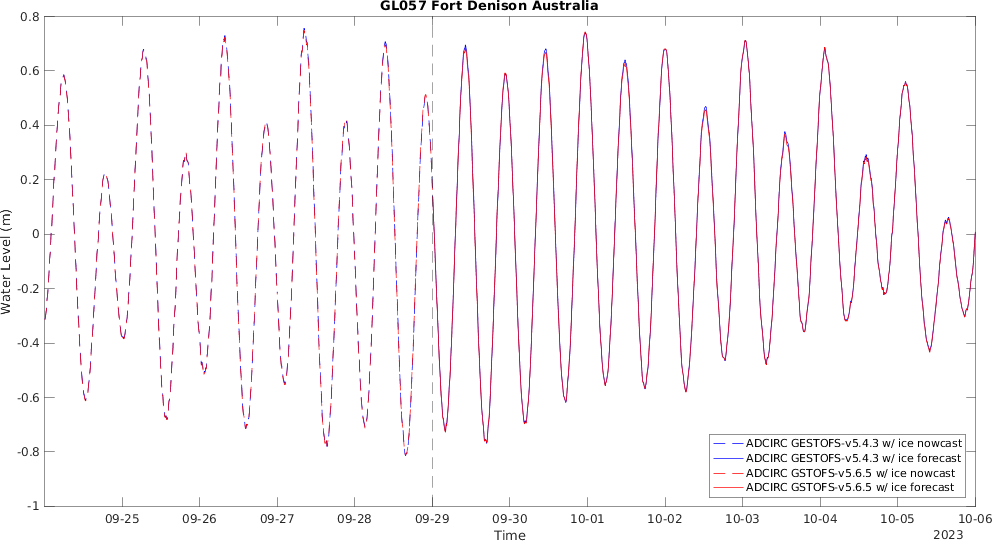 GL057 Fort Denison Australia
0.8
0.6
0.4
0.2
0
-0.2
-0.4
-0.6
-0.8
-1
Water Level (m)
ADCIRC GESTOFS-v5.4.3 w/ ice nowcast
ADCIRC GESTOFS-v5.4.3 w/ ice forecast
ADCIRC GSTOFS-v5.6.5 w/ ice nowcast
ADCIRC GSTOFS-v5.6.5 w/ ice forecast
09-25 09-26 09-27 09-28 09-29 09-30 10-01 10-02 10-03 10-04 10-05 10-06
Time
2023